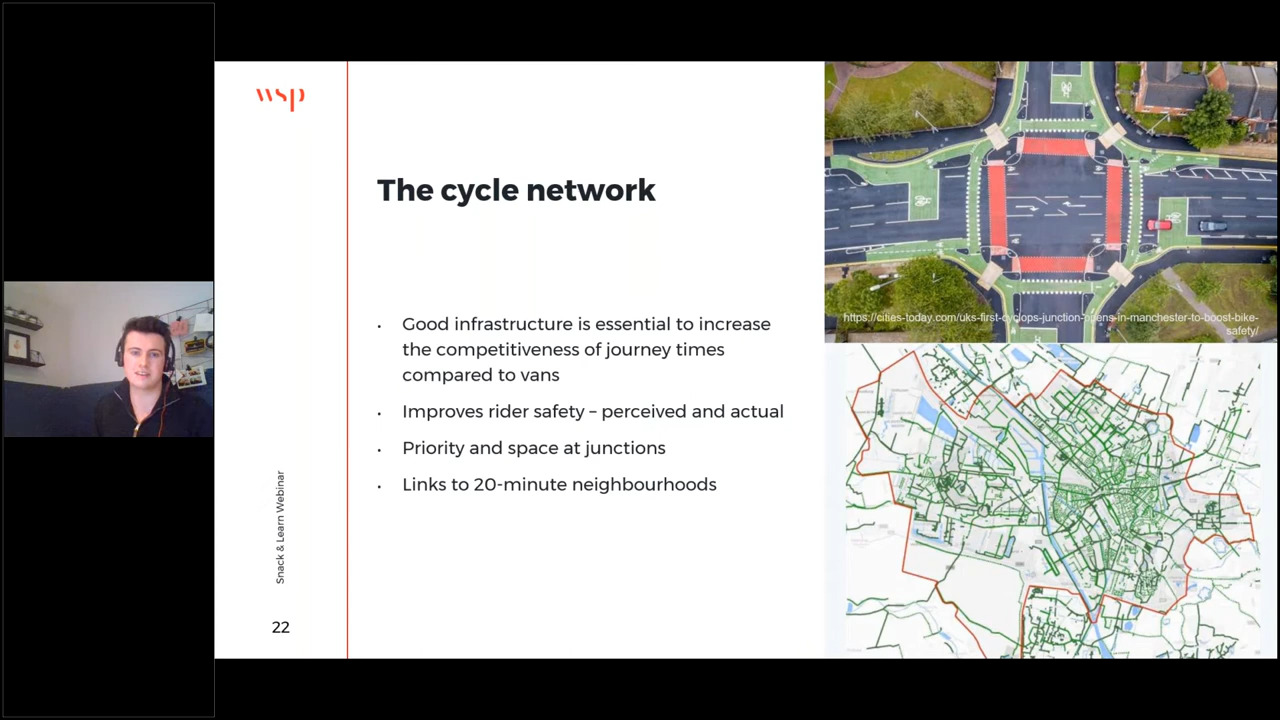 wsp
The cycle network
• Good infrastructure is essential to increase
the competitiveness of journey times
compared to vans
• Improves rider safety – perceived and actual
• Priority and space at junctions
• Links to 20-minute neighbourhoods
Snack & Learn Webinar
22
https://cities-today.com/uks-first-cyclops-junction-opens-in-manchester-to-boost-bike-
safety/